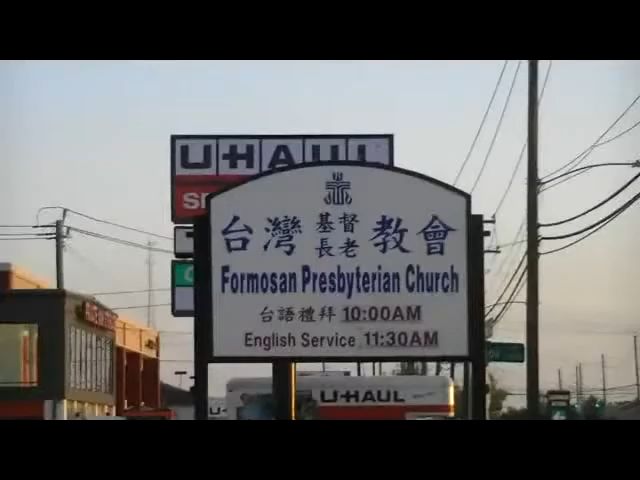 U-HAUL
台灣基督長老教會
Formosan Presbyterian Church
台語禮拜 10:00AM
English Service 11:30AM
U-HAUL